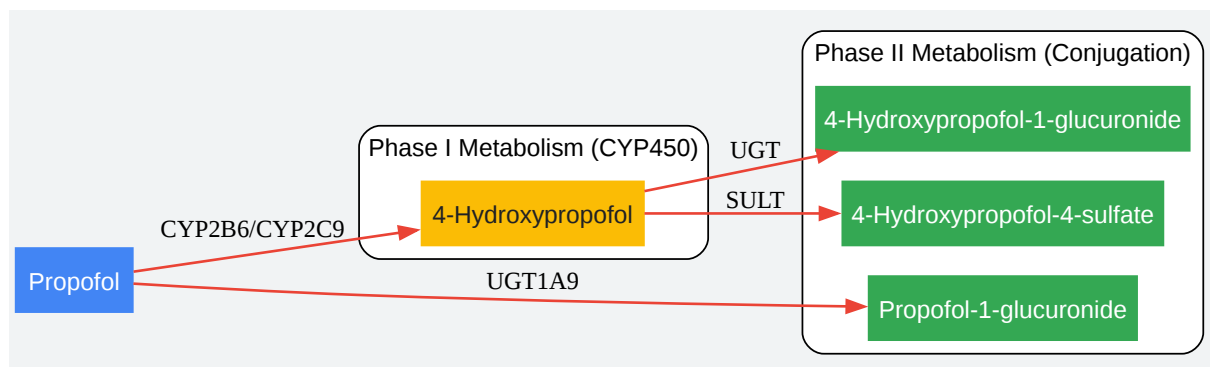 Phase II Metabolism (Conjugation)
4-Hydroxypropofol-1-glucuronide
Phase I Metabolism (CYP450)
UGT
4-Hydroxypropofol
SULT
4-Hydroxypropofol-4-sulfate
CYP2B6/CYP2C9
Propofol
UGT1A9
Propofol-1-glucuronide